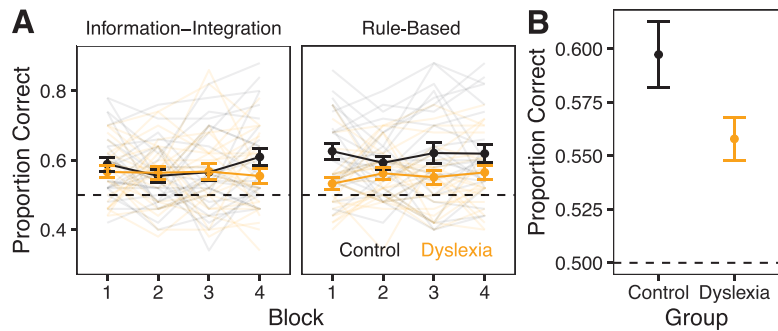 A
Information−Integration
Rule-Based
Proportion Correct
0.8
0.6
0.4
Control
Dyslexia
1 2 3 4
1 2 3 4
Block
B
Proportion Correct
0.600
0.575
0.550
0.525
0.500
Control Dyslexia
Group